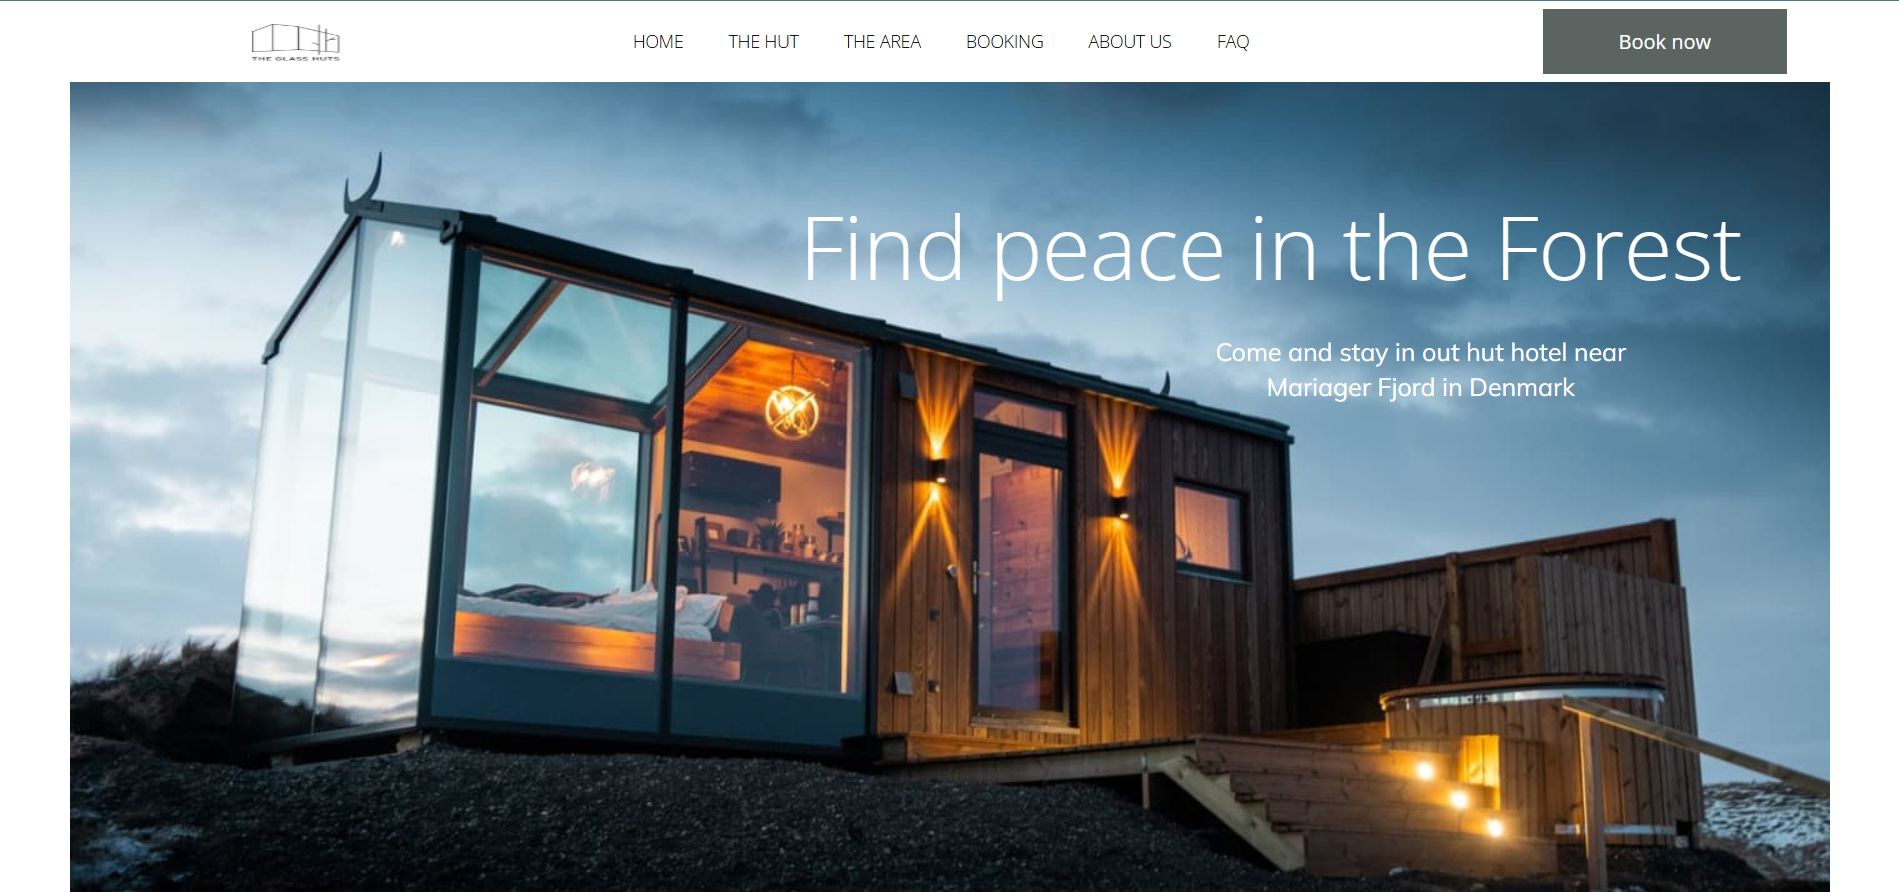 THE GLASS HUTS
HOME THE HUT THE AREA BOOKING ABOUT US FAQ
Book now
Find peace in the Forest
Come and stay in out hut hotel near
Mariager Fjord in Denmark